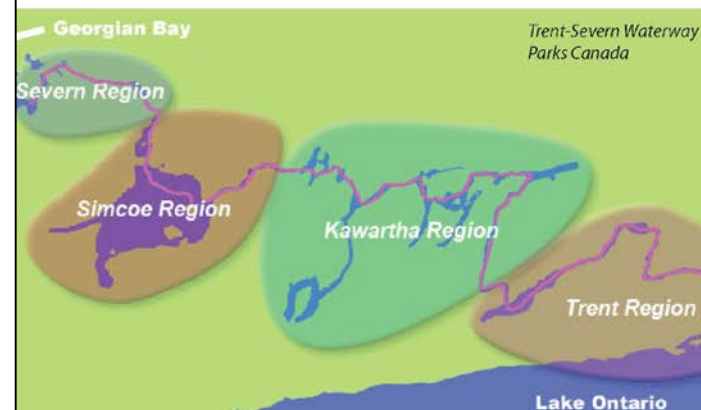 Georgian Bay
Trent-Severn Waterway
Parks Canada
Severn Region
Simcoe Region
Kawartha Region
Trent Region
Lake Ontario